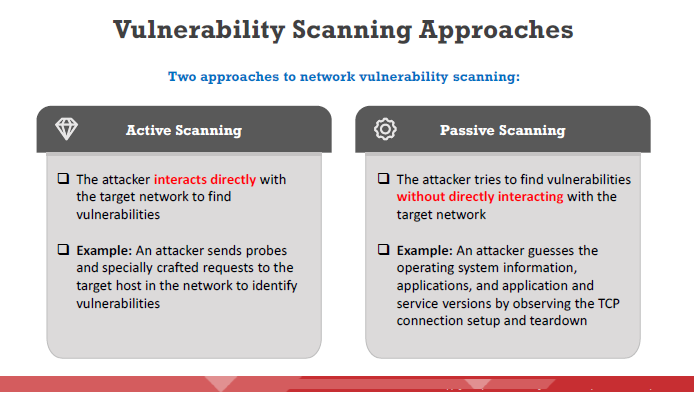 Vulnerability Scanning Approaches
Two approaches to network vulnerability scanning:
Active Scanning
❑ The attacker interacts directly with
the target network to find
vulnerabilities
❑ Example: An attacker sends probes
and specially crafted requests to the
target host in the network to identify
vulnerabilities
Passive Scanning
❑ The attacker tries to find vulnerabilities
without directly interacting with the
target network
❑ Example: An attacker guesses the
operating system information,
applications, and application and
service versions by observing the TCP
connection setup and teardown